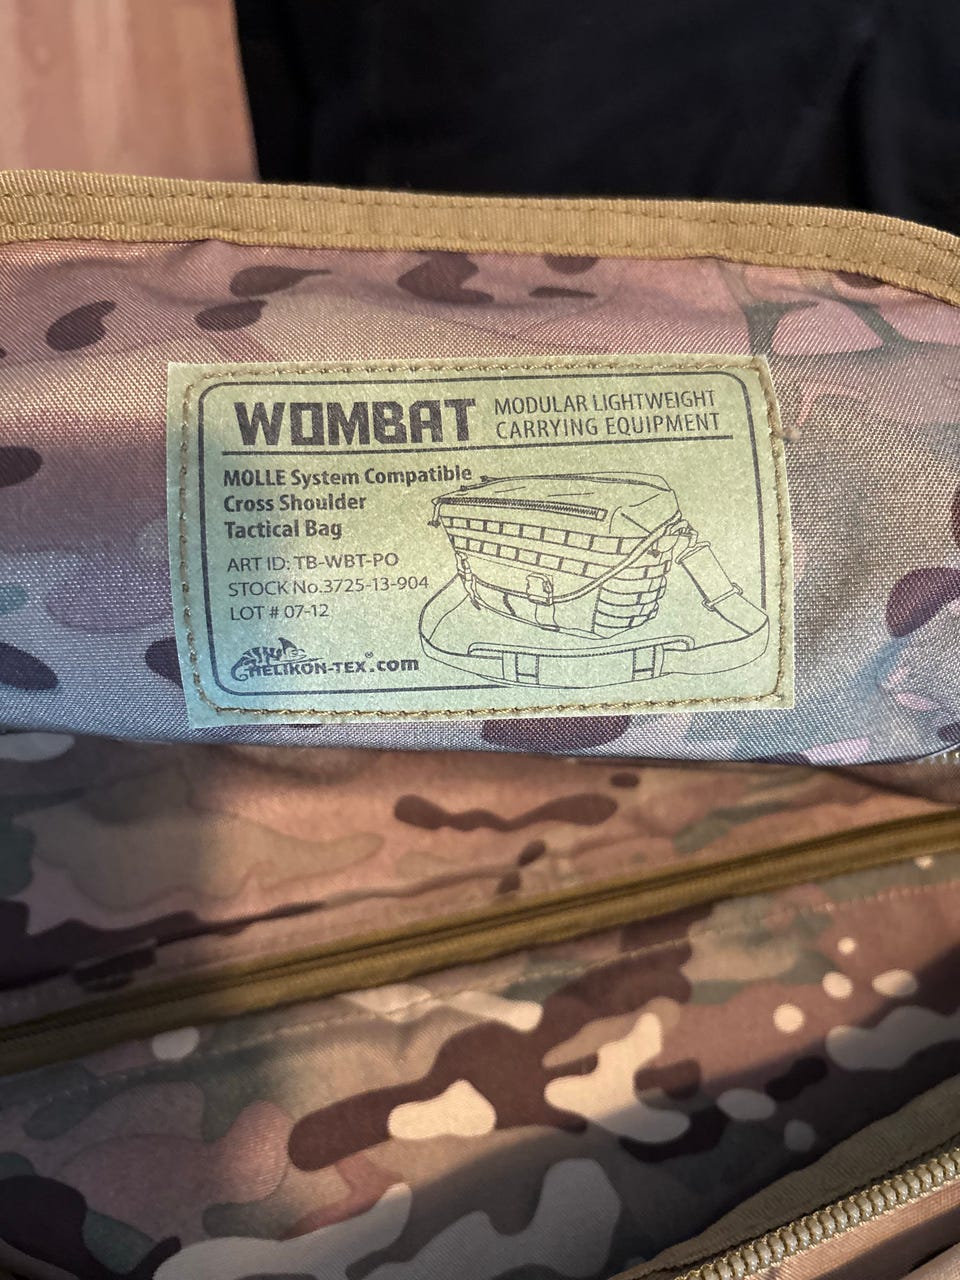 WOMBAT
MODULAR LIGHTWEIGHT
CARRYING EQUIPMENT
MOLLE System Compatible
Cross Shoulder
Tactical Bag
ART ID: TB-WBT-PO
STOCK No.3725-13-904
LOT # 07-12
HELIKON-TEX®.com